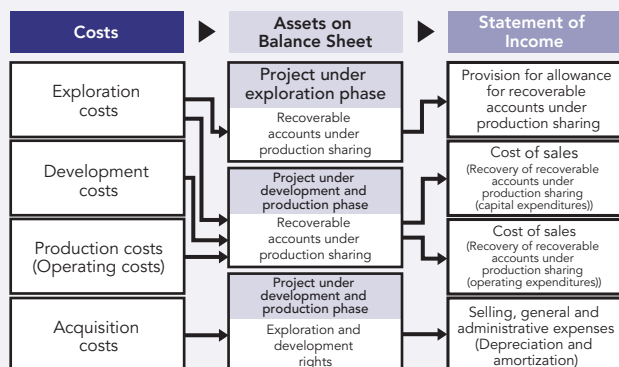 Costs
Assets on
Balance Sheet
Statement of
Income
Exploration
costs
Development
costs
Production costs
(Operating costs)
Acquisition
costs
Project under
exploration phase
Recoverable
accounts under
production sharing
Project under
development and
production phase
Recoverable
accounts under
production sharing
Project under
development and
production phase
Exploration and
development
rights
Provision for allowance
for recoverable
accounts under
production sharing
Cost of sales
(Recovery of recoverable
accounts under
production sharing
(capital expenditures))
Cost of sales
(Recovery of recoverable
accounts under
production sharing
(operating expenditures))
Selling, general and
administrative expenses
(Depreciation and
amortization)